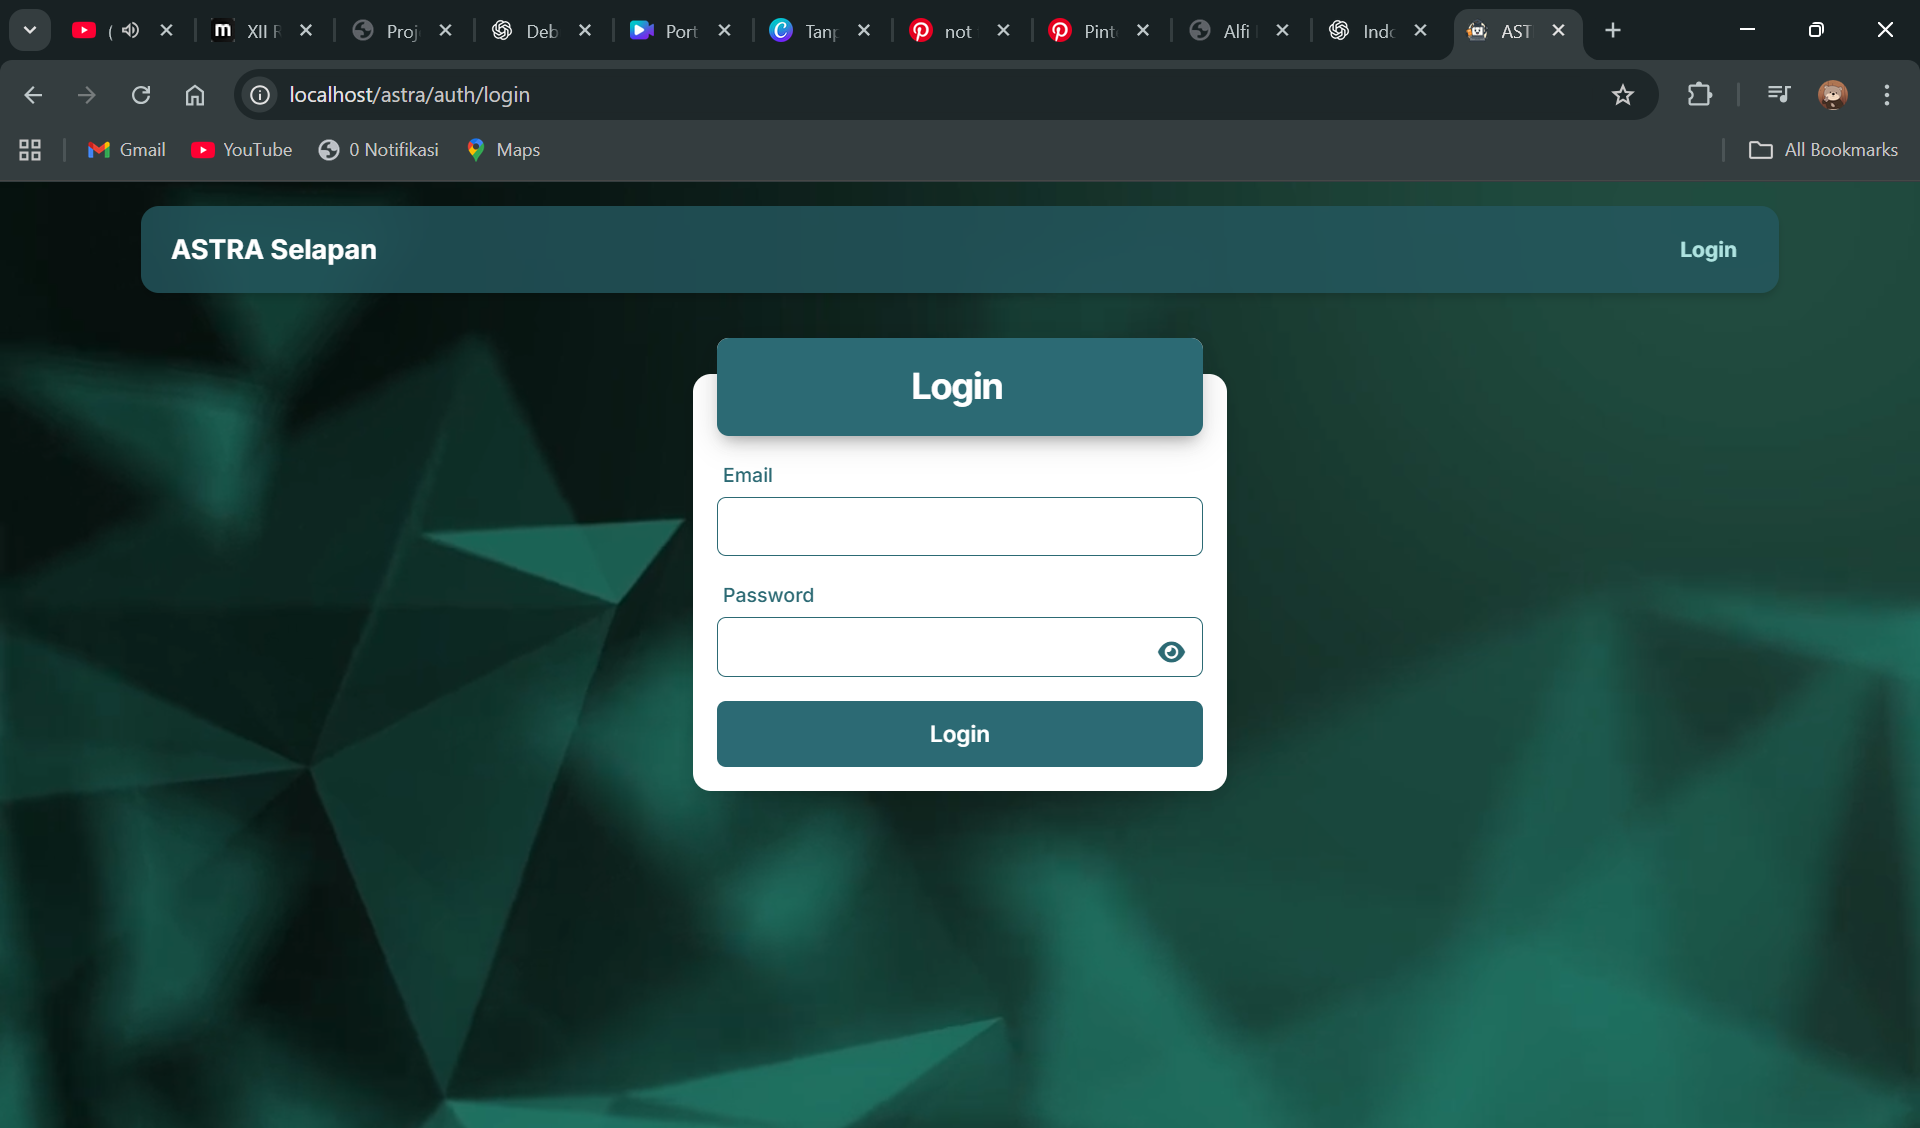 ( XII Proj Deb Port Tanp not Pint Alfi Indo AST
localhost/astra/auth/login
Gmail YouTube 0 Notifikasi Maps All Bookmarks
ASTRA Selapan Login
Login
Email
Password
Login